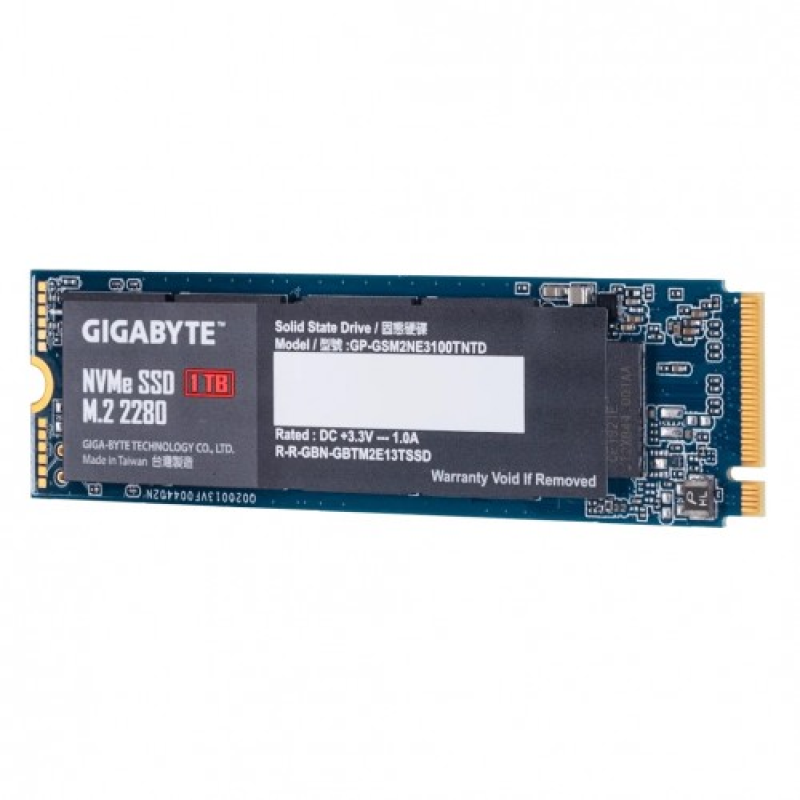 GIGABYTE™
NVMe SSD 1TB
M.2 2280
GIGA-BYTE TECHNOLOGY CO., LTD.
Made in Taiwan 台灣製造
Solid State Drive / 固態硬碟
Model / 型號 :GP-GSM2NE3100TNTD
Rated : DC +3.3V --- 1.0A
R-R-GBN-GBTM2E13TSSD
Warranty Void If Removed